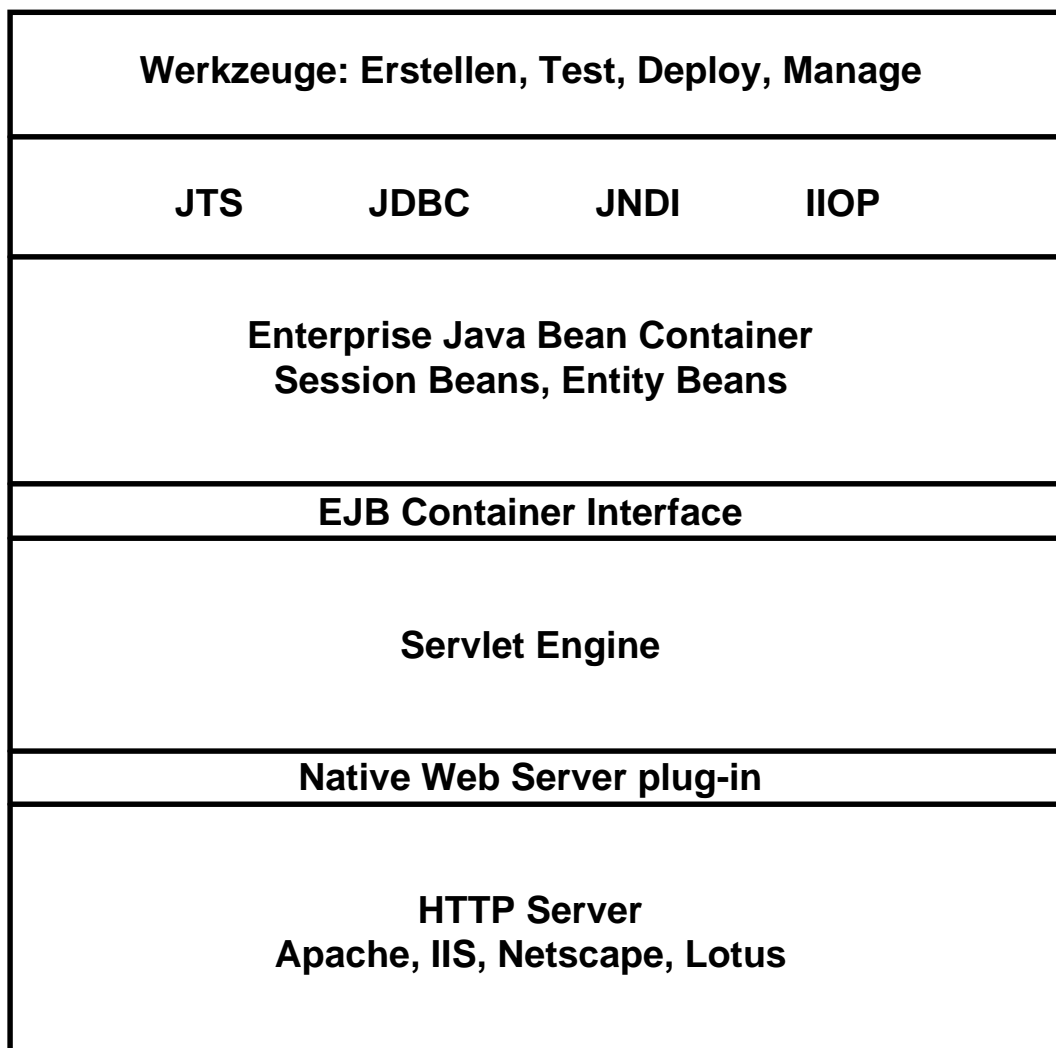 Werkzeuge: Erstellen, Test, Deploy, Manage
JTS JDBC JNDI IIOP
Enterprise Java Bean Container
Session Beans, Entity Beans
EJB Container Interface
Servlet Engine
Native Web Server plug-in
HTTP Server
Apache, IIS, Netscape, Lotus